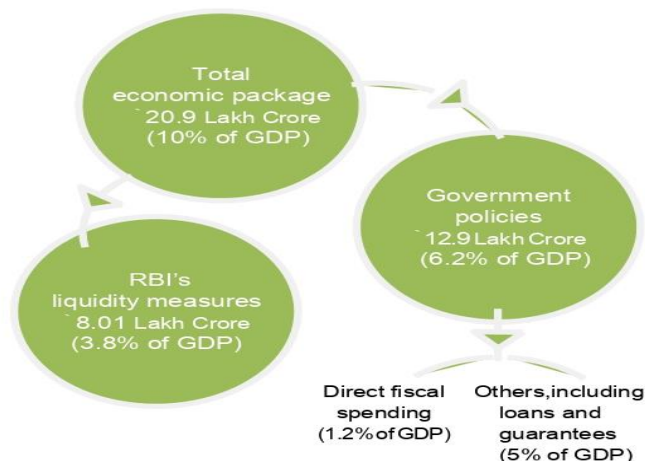 Total
economic package
`20.9 Lakh Crore
(10% of GDP)
Government
policies
`12.9 Lakh Crore
(6.2% of GDP)
RBI's
liquidity measures
`8.01 Lakh Crore
(3.8% of GDP)
Direct fiscal
spending
(1.2%of GDP)
Others,including
loans and
guarantees
(5% of GDP)